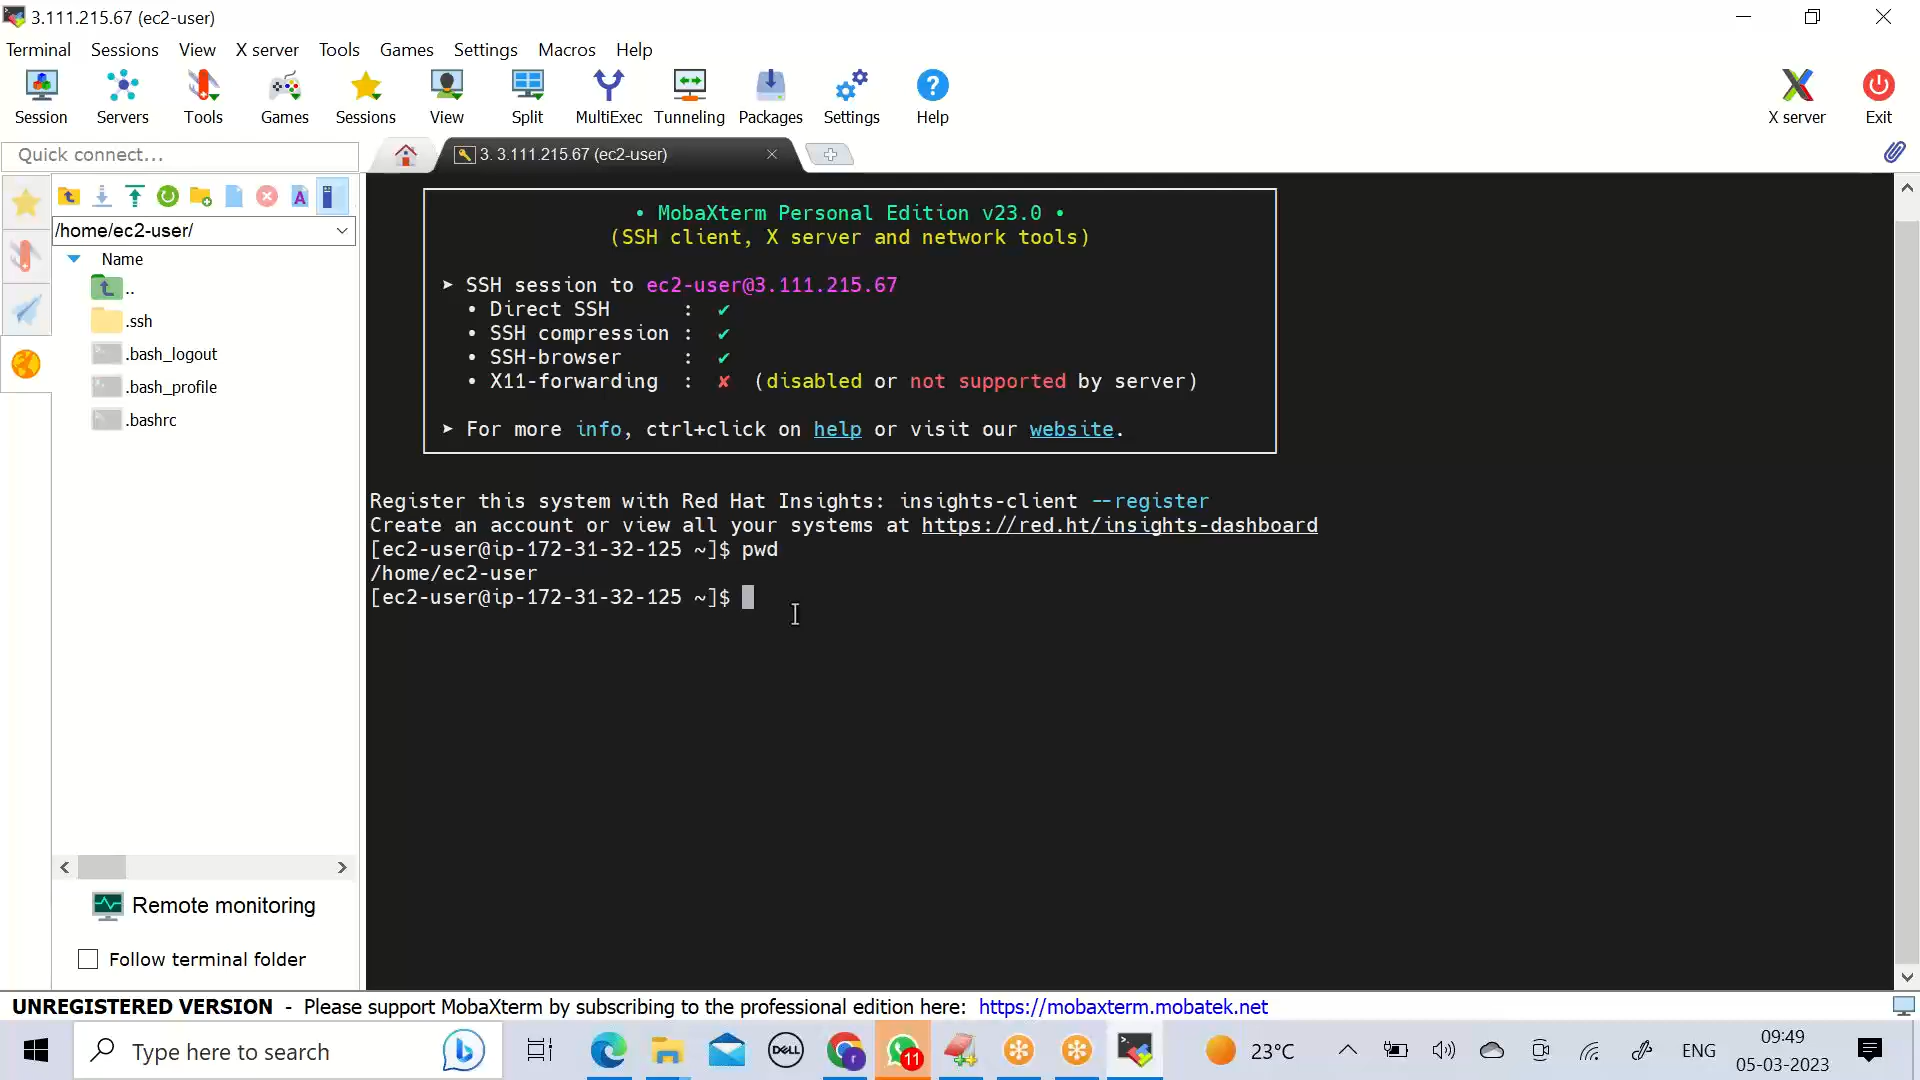 3.111.215.67 (ec2-user)
Terminal Sessions View X server Tools Games Settings Macros Help
Session Servers Tools Games Sessions View Split MultiExec Tunneling Packages Settings Help X server Exit
Quick connect...
3. 3.111.215.67 (ec2-user)
/home/ec2-user/
Name
..
.ssh
.bash_logout
.bash_profile
.bashrc
Remote monitoring
Follow terminal folder
• MobaXterm Personal Edition v23.0 •
(SSH client, X server and network tools)
➤ SSH session to ec2-user@3.111.215.67
• Direct SSH : ✔
• SSH compression : ✔
• SSH-browser : ✔
• X11-forwarding : ✘ (disabled or not supported by server)
➤ For more info, ctrl+click on help or visit our website.
Register this system with Red Hat Insights: insights-client --register
Create an account or view all your systems at https://red.ht/insights-dashboard
[ec2-user@ip-172-31-32-125 ~]$ pwd
/home/ec2-user
[ec2-user@ip-172-31-32-125 ~]$
UNREGISTERED VERSION - Please support MobaXterm by subscribing to the professional edition here: https://mobaxterm.mobatek.net
Type here to search
DELL
r
11
23°C
ENG
09:49
05-03-2023